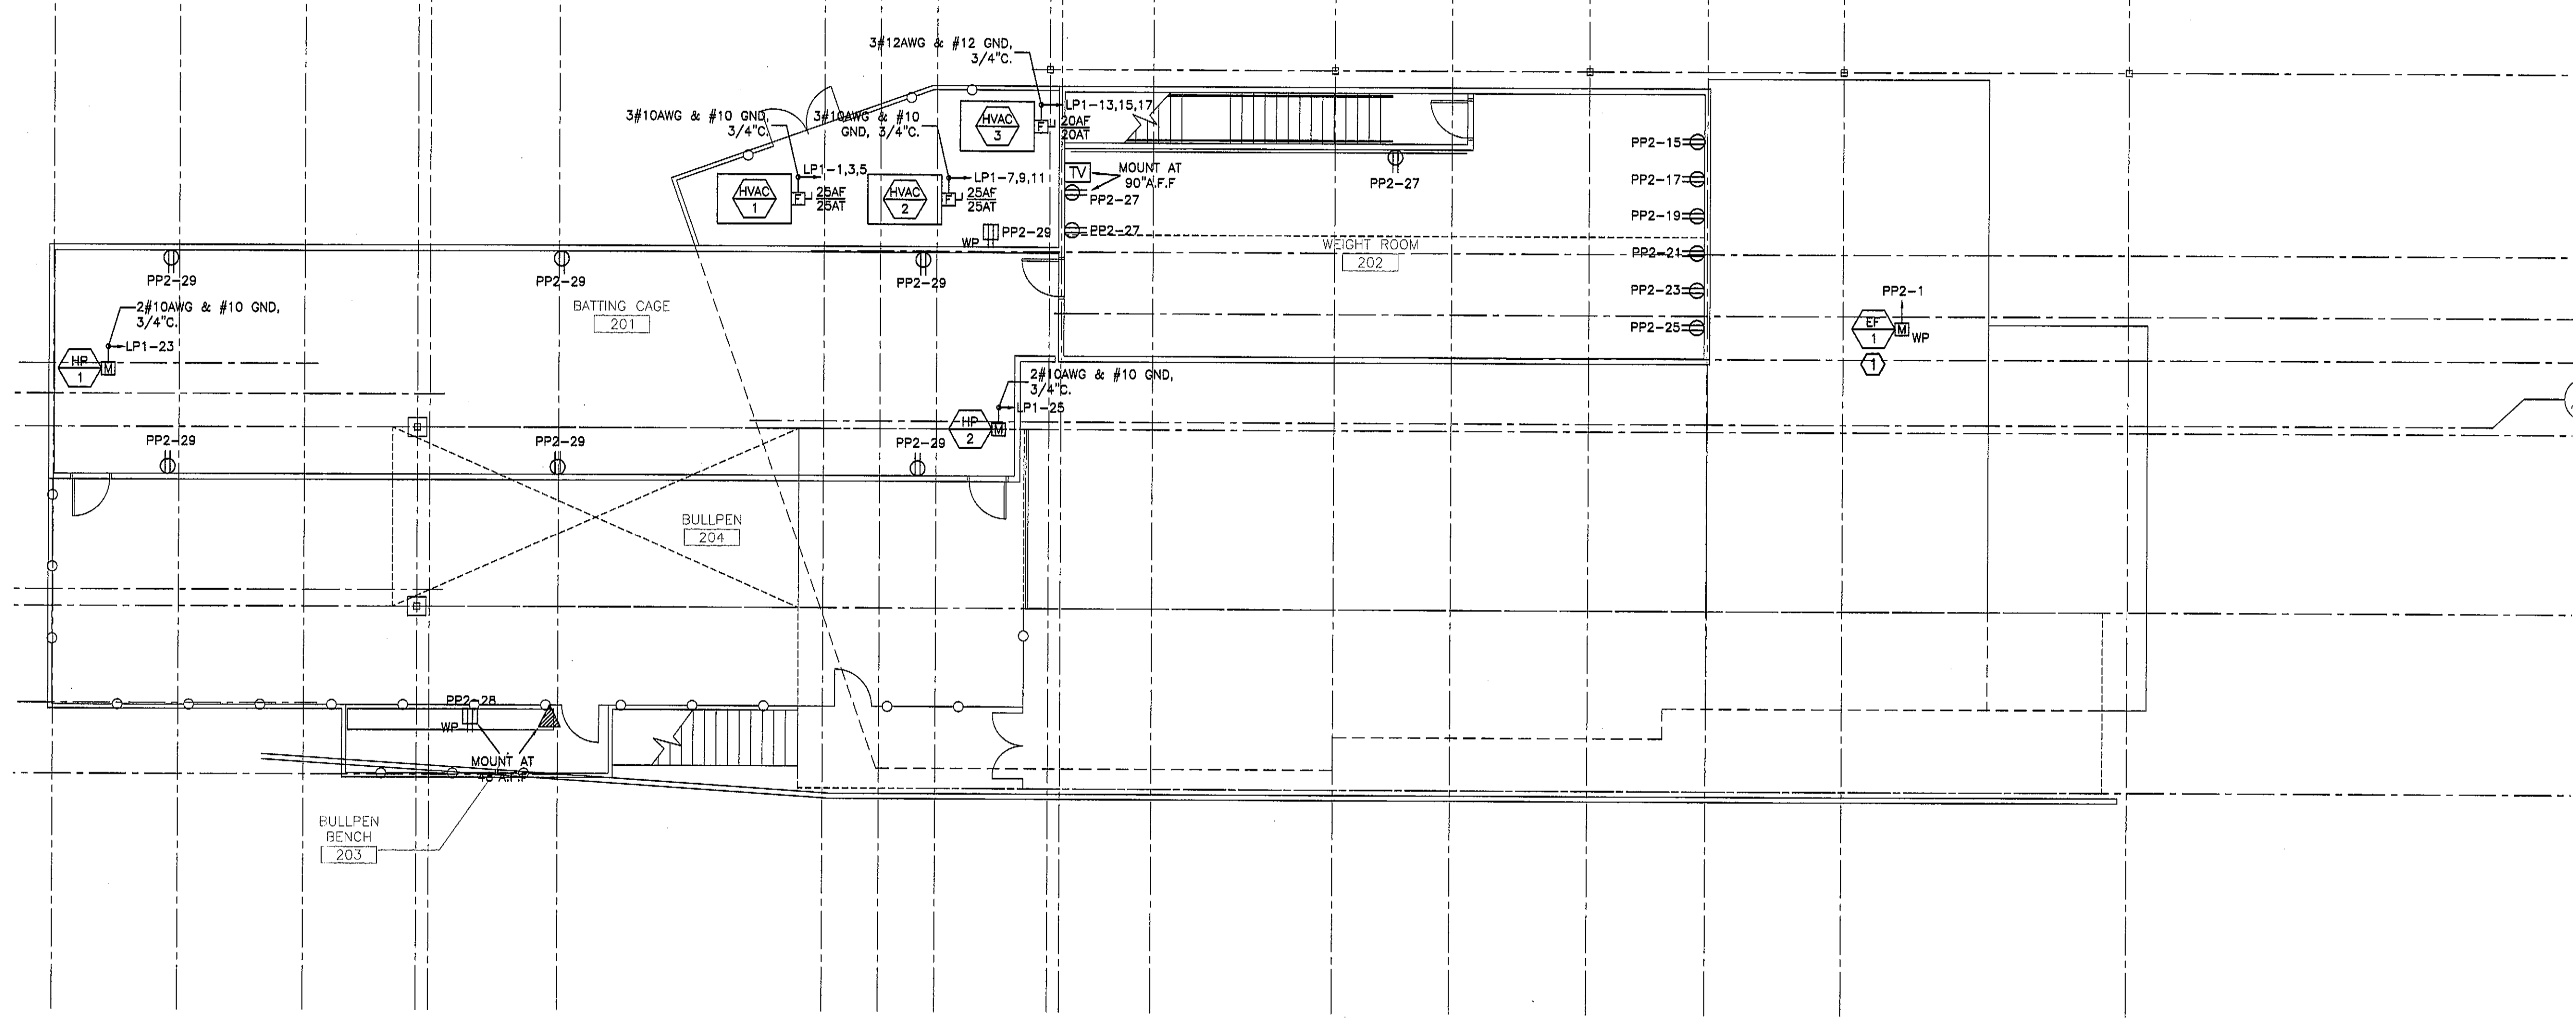 3#12AWG & #12 GND,
3/4"C.
3#10AWG & #10 GND,
3/4"C.
3#10AWG & #10
GND, 3/4"C.
HVAC
3
F
LP1-13,15,17
20AF
20AT
HVAC
1
F
LP1-1,3,5
25AF
25AT
HVAC
2
F
LP1-7,9,11
25AF
25AT
TV
MOUNT AT
90"A.F.F
PP2-27
PP2-27
PP2-27
PP2-29
WP
WEIGHT ROOM
202
PP2-15
PP2-17
PP2-19
PP2-21
PP2-23
PP2-25
PP2-29
PP2-29
PP2-29
BATTING CAGE
201
2#10AWG & #10 GND,
3/4"C.
LP1-23
HP
1
M
PP2-1
EF
1
M
WP
1
2#10AWG & #10 GND,
3/4"C.
LP1-25
HP
2
M
PP2-29
PP2-29
PP2-29
BULLPEN
204
PP2-28
WP
MOUNT AT
48"A.F.F
BULLPEN
BENCH
203